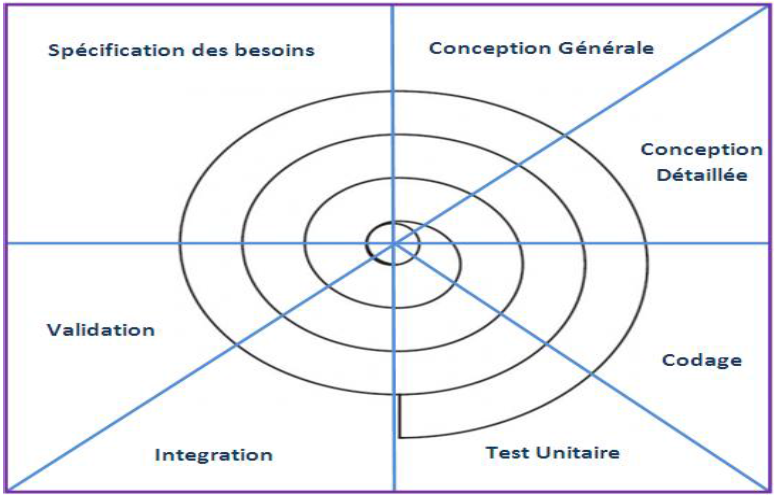 Spécification des besoins
Conception Générale
Conception
Détaillée
Validation
Codage
Integration
Test Unitaire